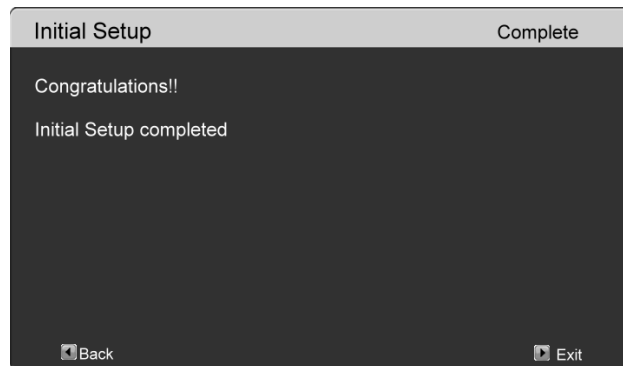 Initial Setup Complete
Congratulations!!
Initial Setup completed
Back Exit